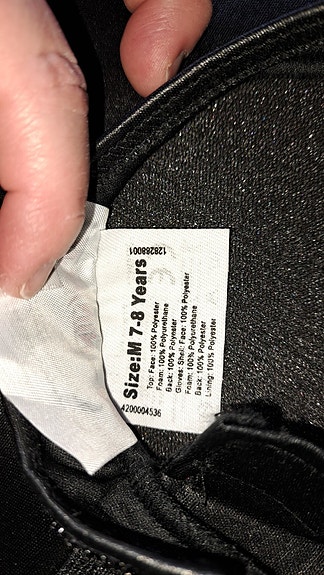 128268001
Size:M 7-8 Years
Top: Face: 100% Polyester
Foam: 100% Polyurethane
Back: 100% Polyester
Gloves: Shell: Face: 100% Polyester
Foam: 100% Polyurethane
Back: 100% Polyester
Lining: 100% Polyester
4200004536